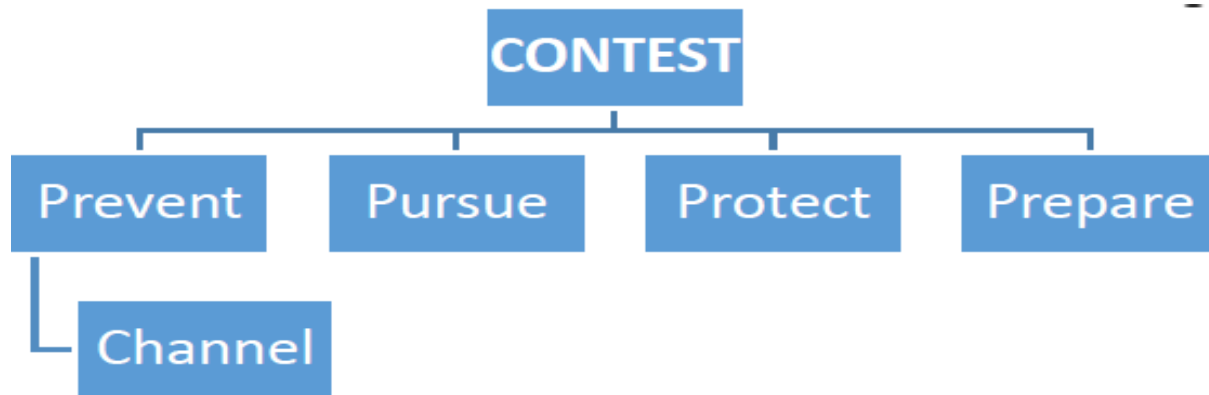 CONTEST
Prevent
Pursue
Protect
Prepare
Channel